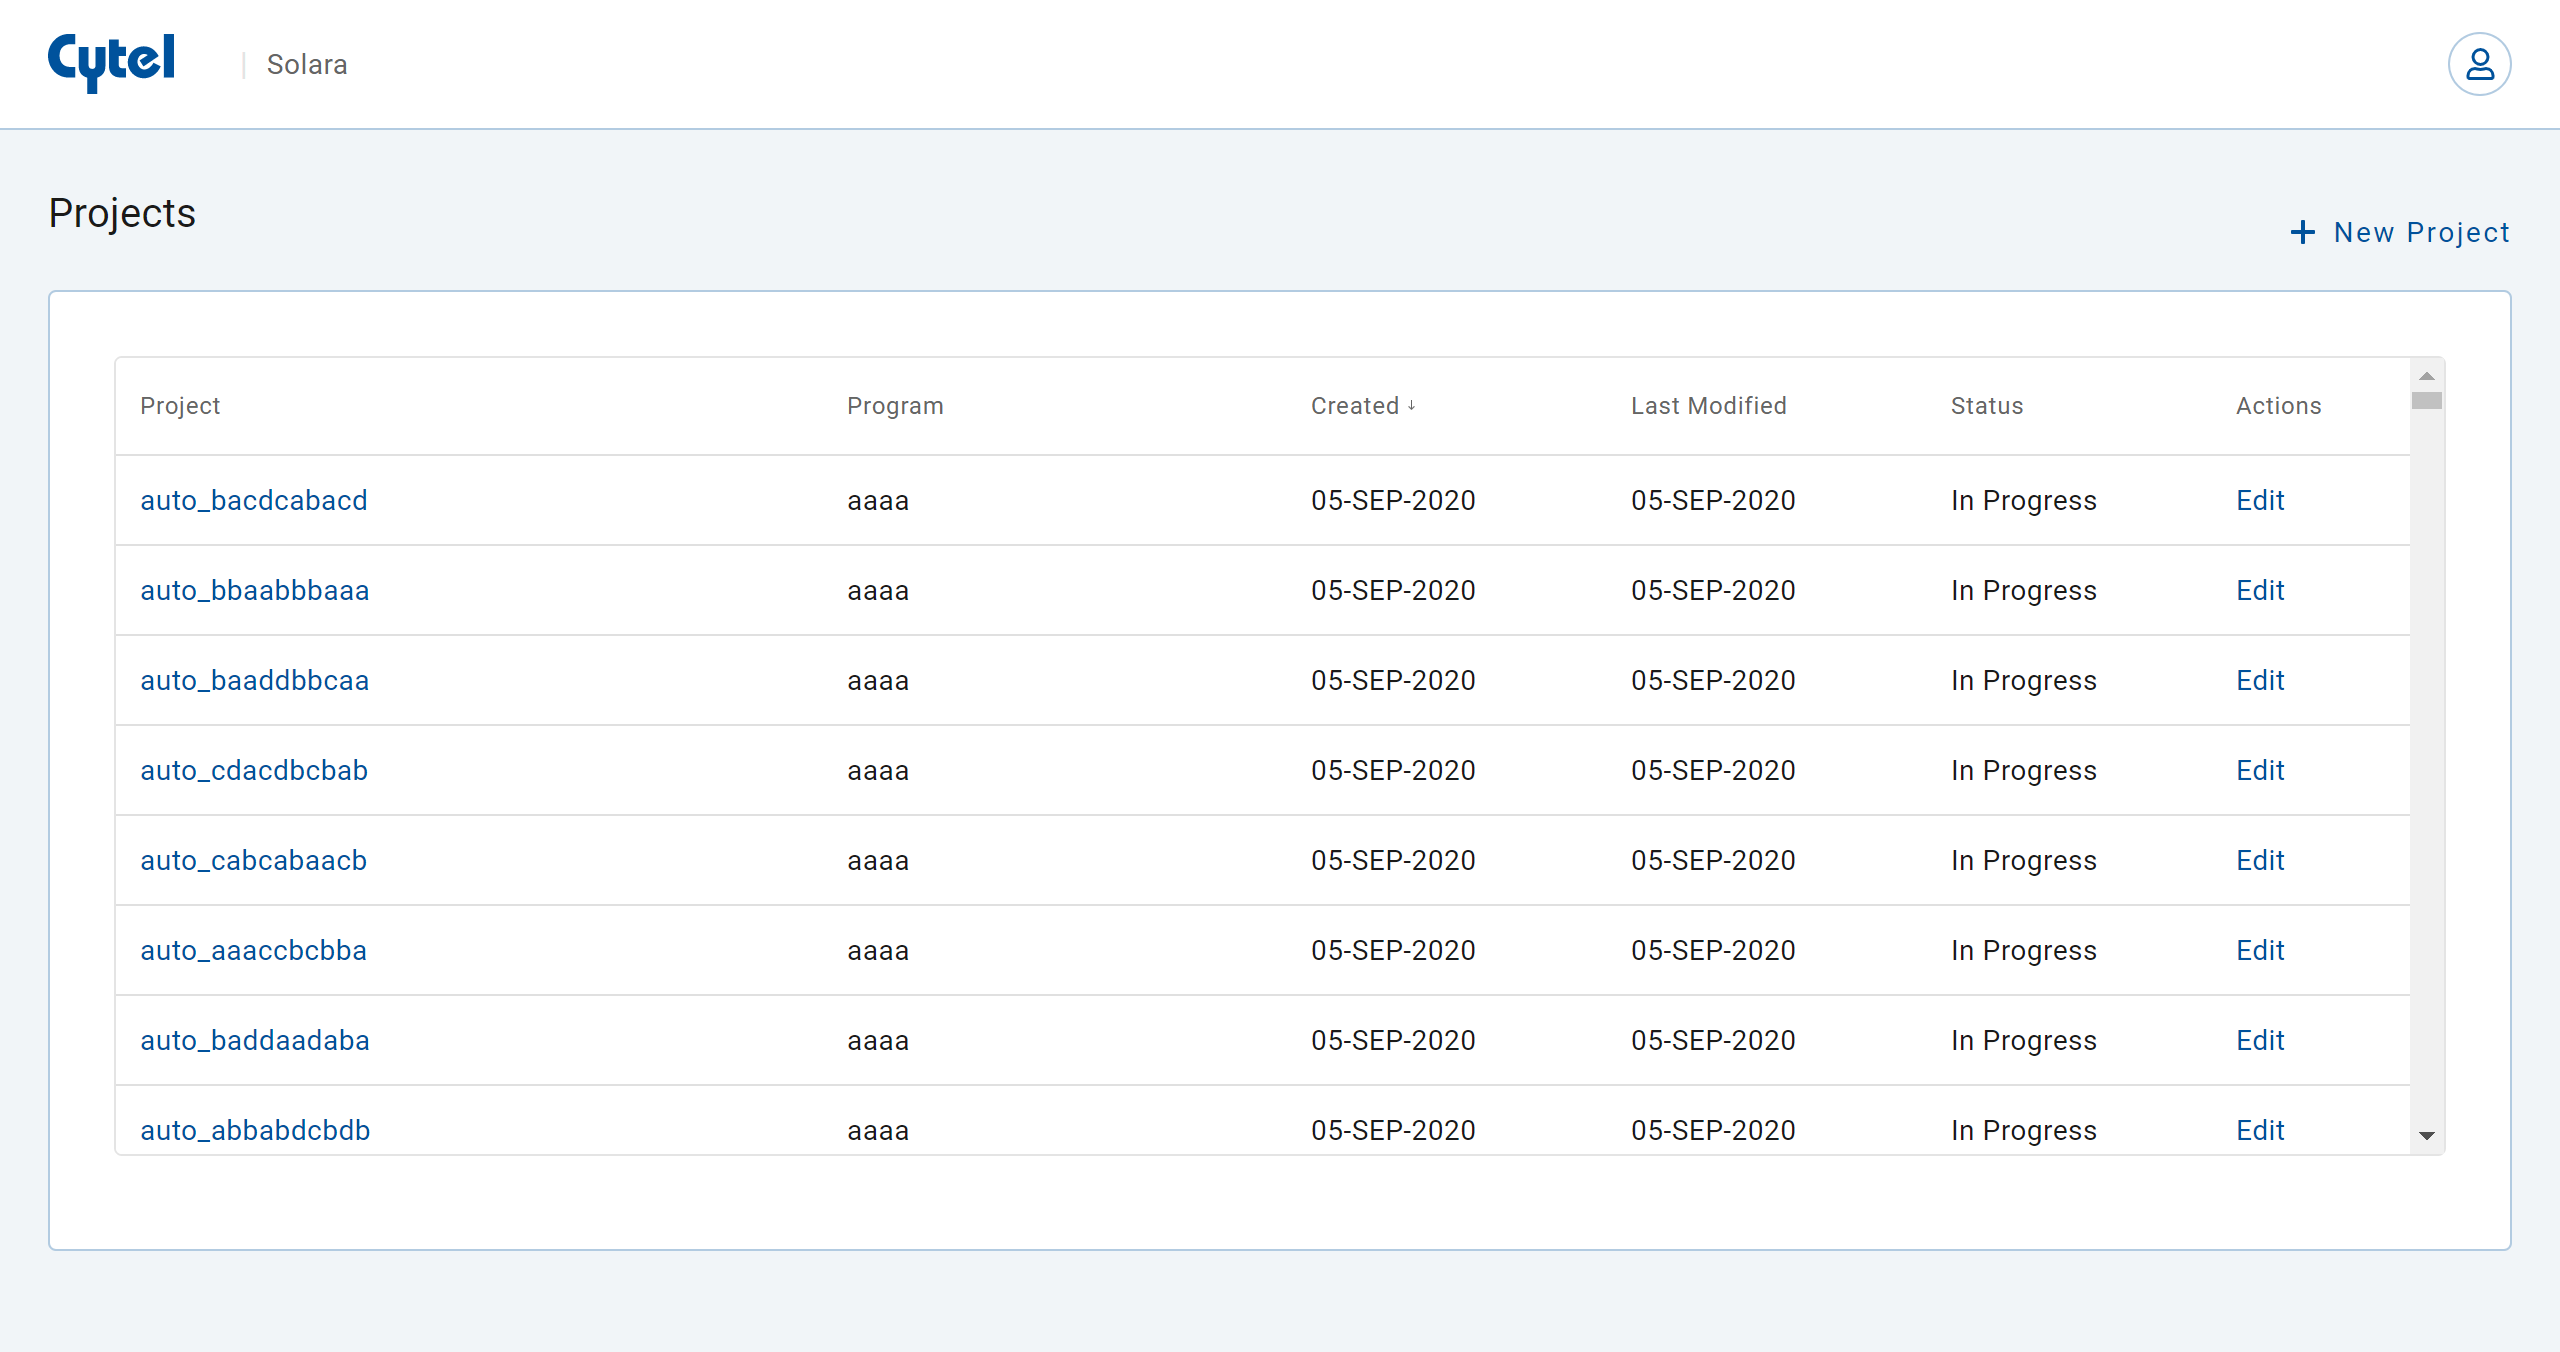 Cytel | Solara
Projects
+ New Project
Project Program Created ↓ Last Modified Status Actions
auto_bacdcabacd aaaa 05-SEP-2020 05-SEP-2020 In Progress Edit
auto_bbaabbbaaa aaaa 05-SEP-2020 05-SEP-2020 In Progress Edit
auto_baaddbbcaa aaaa 05-SEP-2020 05-SEP-2020 In Progress Edit
auto_cdacdbcbab aaaa 05-SEP-2020 05-SEP-2020 In Progress Edit
auto_cabcabaacb aaaa 05-SEP-2020 05-SEP-2020 In Progress Edit
auto_aaaccbcbba aaaa 05-SEP-2020 05-SEP-2020 In Progress Edit
auto_baddaadaba aaaa 05-SEP-2020 05-SEP-2020 In Progress Edit
auto_abbabdcbdb aaaa 05-SEP-2020 05-SEP-2020 In Progress Edit